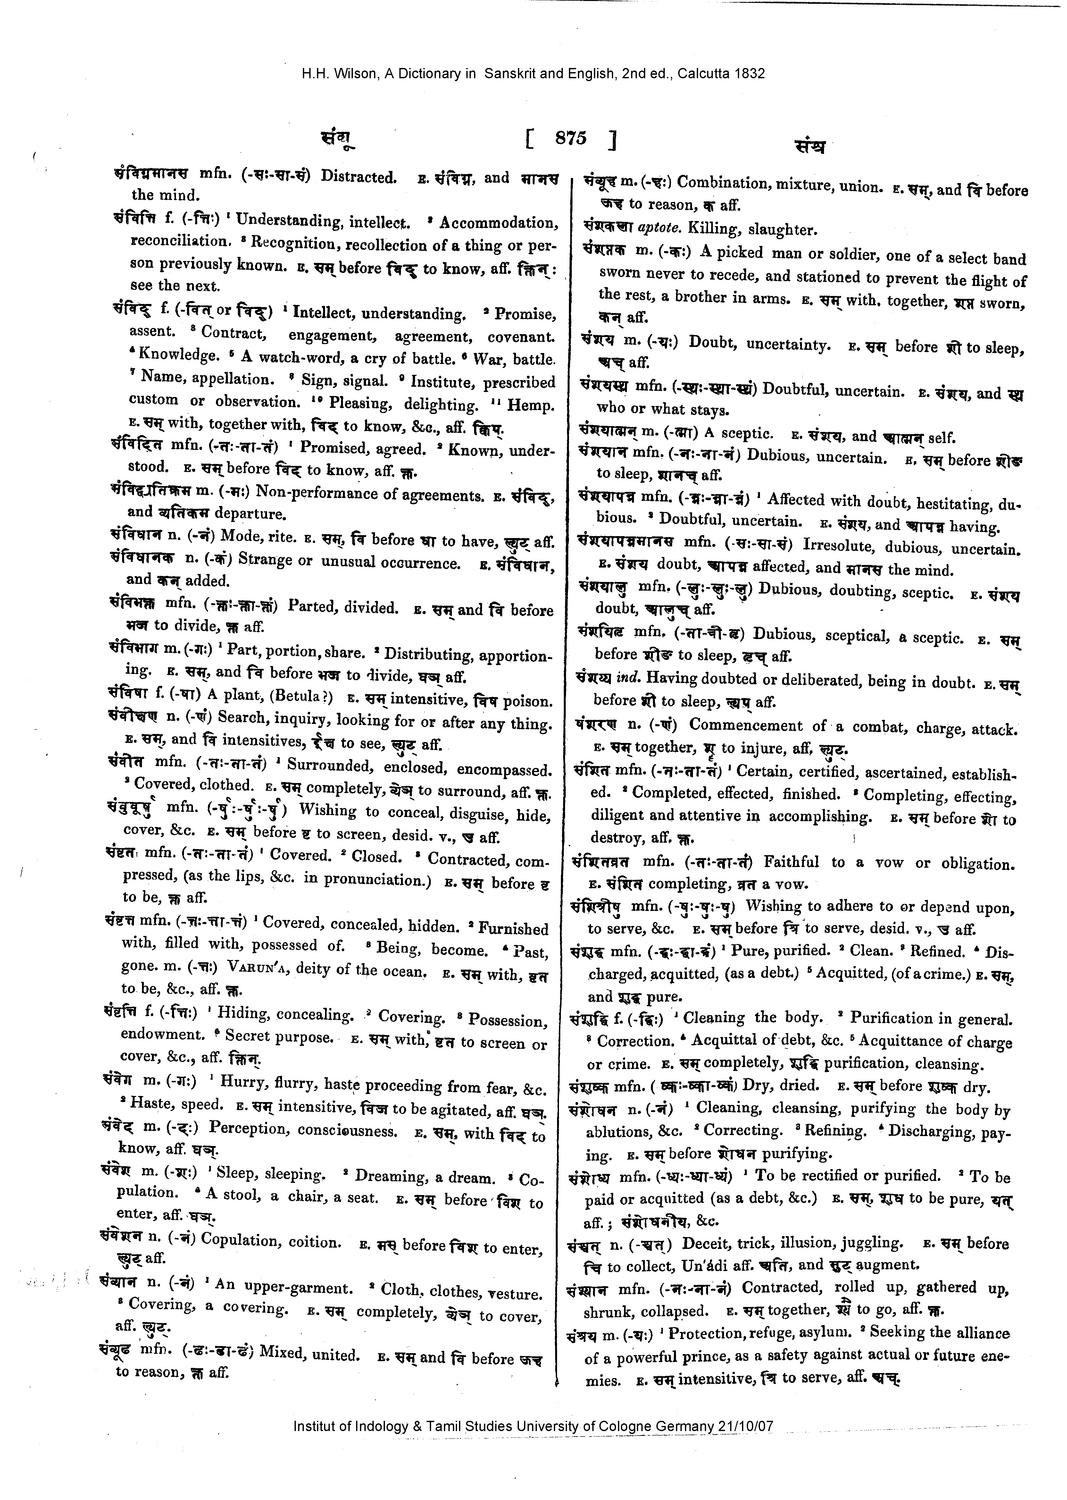 H.H. Wilson, A Dictionary in Sanskrit and English, 2nd ed., Calcutta 1832
संव्यू
[ 875 ]
संश्र
संविग्नमानस mfn. (-सः-सा-सं) Distracted. E. संविग्न, and मानस
the mind.
संवित्ति f. (-त्तिः) ¹ Understanding, intellect. ² Accommodation,
reconciliation. ³ Recognition, recollection of a thing or per-
son previously known. E. सम् before विद् to know, aff. क्तिन् :
see the next.
संविद् f. (-वित् or विद्) ¹ Intellect, understanding. ² Promise,
assent. ³ Contract, engagement, agreement, covenant.
⁴ Knowledge. ⁵ A watch-word, a cry of battle. ⁶ War, battle.
⁷ Name, appellation. ⁸ Sign, signal. ⁹ Institute, prescribed
custom or observation. ¹⁰ Pleasing, delighting. ¹¹ Hemp.
E. सम् with, together with, विद् to know, &c., aff. क्विप्.
संविदित mfn. (-तः-ता-तं) ¹ Promised, agreed. ² Known, under-
stood. E. सम् before विद् to know, aff. क्त.
संविद्व्यतिक्रम m. (-मः) Non-performance of agreements. E. संविद्,
and व्यतिक्रम departure.
संविधान n. (-नं) Mode, rite. E. सम्, वि before धा to have, ल्युट् aff.
संविधानक n. (-कं) Strange or unusual occurrence. E. संविधान,
and कन् added.
संविभक्त mfn. (-क्तः-क्ता-क्तं) Parted, divided. E. सम् and वि before
भज to divide, क्त aff.
संविभाग m. (-गः) ¹ Part, portion, share. ² Distributing, apportion-
ing. E. सम्, and वि before भज to divide, घञ् aff.
संविषा f. (-षा) A plant, (Betula?) E. सम् intensitive, विष poison.
संवीक्षण n. (-णं) Search, inquiry, looking for or after any thing.
E. सम्, and वि intensitives, ईक्ष to see, ल्युट् aff.
संवीत mfn. (-तः-ता-तं) ¹ Surrounded, enclosed, encompassed.
² Covered, clothed. E. सम् completely, व्येञ् to surround, aff. क्त.
संवुवूर्षु mfn. (-र्षुः-र्षुः-र्षु) Wishing to conceal, disguise, hide,
cover, &c. E. सम् before वृ to screen, desid. v., उ aff.
संवृत mfn. (-तः-ता-तं) ¹ Covered. ² Closed. ³ Contracted, com-
pressed, (as the lips, &c. in pronunciation.) E. सम् before वृ
to be, क्त aff.
संवृत्त mfn. (-त्तः-त्ता-त्तं) ¹ Covered, concealed, hidden. ² Furnished
with, filled with, possessed of. ³ Being, become. ⁴ Past,
gone. m. (-त्तः) VARUN'A, deity of the ocean. E. सम् with, वृत
to be, &c., aff. क्त.
संवृत्ति f. (-त्तिः) ¹ Hiding, concealing. ² Covering. ³ Possession,
endowment. ⁴ Secret purpose. E. सम् with, वृत to screen or
cover, &c., aff. क्तिन्.
संवेग m. (-गः) ¹ Hurry, flurry, haste proceeding from fear, &c.
² Haste, speed. E. सम् intensitive, विज to be agitated, aff. घञ्.
संवेद m. (-दः) Perception, consciousness. E. सम्, with विद् to
know, aff. घञ्.
संवेश m. (-शः) ¹ Sleep, sleeping. ² Dreaming, a dream. ³ Co-
pulation. ⁴ A stool, a chair, a seat. E. सम् before विश to
enter, aff. घञ्.
संवेशन n. (-नं) Copulation, coition. E. मस् before विश to enter,
ल्युट् aff.
संव्यान n. (-नं) ¹ An upper-garment. ² Cloth, clothes, vesture.
³ Covering, a covering. E. सम् completely, व्येञ् to cover,
aff. ल्युट्.
संव्यूढ mfn. (-ढः-ढा-ढं) Mixed, united. E. सम् and वि before ऊह
to reason, क्त aff.
संव्यूह m. (-हः) Combination, mixture, union. E. सम्, and वि before
ऊह to reason, क aff.
संशकला aptote. Killing, slaughter.
संशप्तक m. (-कः) A picked man or soldier, one of a select band
sworn never to recede, and stationed to prevent the flight of
the rest, a brother in arms. E. सम् with, together, शप्त sworn,
कन् aff.
संशय m. (-यः) Doubt, uncertainty. E. सम् before शी to sleep,
अच् aff.
संशयस्थ mfn. (-स्थः-स्था-स्थं) Doubtful, uncertain. E. संशय, and स्थ
who or what stays.
संशयात्मन् m. (-त्मा) A sceptic. E. संशय, and आत्मन् self.
संशयान mfn. (-नः-ना-नं) Dubious, uncertain. E. सम् before शीङ
to sleep, शानच् aff.
संशयापन्न mfn. (-न्नः-न्ना-न्नं) ¹ Affected with doubt, hestitating, du-
bious. ² Doubtful, uncertain. E. संशय, and आपन्न having.
संशयापन्नमानस mfn. (-सः-सा-सं) Irresolute, dubious, uncertain.
E. संशय doubt, आपन्न affected, and मानस the mind.
संशयालु mfn. (-लुः-लुः-लु) Dubious, doubting, sceptic. E. संशय
doubt, आलुच् aff.
संशयितृ mfn. (-ता-त्री-तृ) Dubious, sceptical, a sceptic. E. सम्
before शीङ to sleep, तृच् aff.
संशय्य ind. Having doubted or deliberated, being in doubt. E. सम्
before शी to sleep, ल्यप् aff.
संशरण n. (-णं) Commencement of a combat, charge, attack.
E. सम् together, शॄ to injure, aff, ल्युट्.
संशित mfn. (-तः-ता-तं) ¹ Certain, certified, ascertained, establish-
ed. ² Completed, effected, finished. ³ Completing, effecting,
diligent and attentive in accomplishing. E. सम् before शो to
destroy, aff. क्त.
संशितव्रत mfn. (-तः-ता-तं) Faithful to a vow or obligation.
E. संशित completing, व्रत a vow.
संशिश्रीषु mfn. (-षुः-षुः-षु) Wishing to adhere to or depend upon,
to serve, &c. E. सम् before श्रि to serve, desid. v., उ aff.
संशुद्ध mfn. (-द्धः-द्धा-द्धं) ¹ Pure, purified. ² Clean. ³ Refined. ⁴ Dis-
charged, acquitted, (as a debt.) ⁵ Acquitted, (of a crime.) E. सम्,
and शुद्ध pure.
संशुद्धि f. (-द्धिः) ¹ Cleaning the body. ² Purification in general.
³ Correction. ⁴ Acquittal of debt, &c. ⁵ Acquittance of charge
or crime. E. सम् completely, शुद्धि purification, cleansing.
संशुष्क mfn. (ष्कः-ष्का-ष्कं) Dry, dried. E. सम् before शुष्क dry.
संशोधन n. (-नं) ¹ Cleaning, cleansing, purifying the body by
ablutions, &c. ² Correcting. ³ Refining. ⁴ Discharging, pay-
ing. E. सम् before शोधन purifying.
संशोध्य mfn. (-ध्यः-ध्या-ध्यं) ¹ To be rectified or purified. ² To be
paid or acquitted (as a debt, &c.) E. सम्, शुध to be pure, यत्
aff. ; संशोधनीय, &c.
संश्चत् n. (-श्चत्) Deceit, trick, illusion, juggling. E. सम् before
चि to collect, Un'ádi aff. अति, and सुट् augment.
संश्यान mfn. (-नः-ना-नं) Contracted, rolled up, gathered up,
shrunk, collapsed. E. सम् together, श्यै to go, aff. क्त.
संश्रय m. (-यः) ¹ Protection, refuge, asylum. ² Seeking the alliance
of a powerful prince, as a safety against actual or future ene-
mies. E. सम् intensitive, श्रि to serve, aff. अच्.
Institut of Indology & Tamil Studies University of Cologne Germany 21/10/07